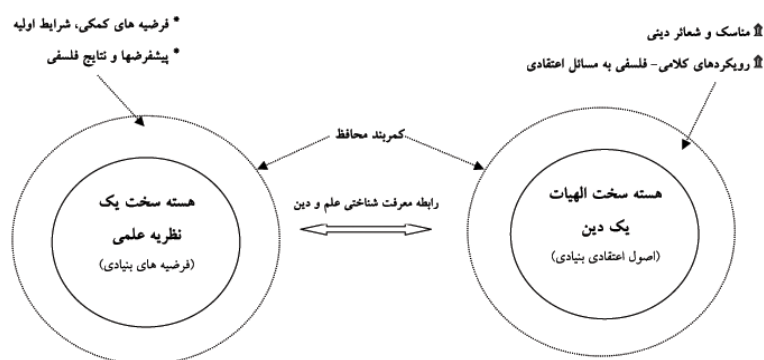 ۩ مناسک و شعائر دینی
۩ رویکردهای کلامی- فلسفی به مسائل اعتقادی
* فرضیه های کمکی، شرایط اولیه
* پیشفرضها و نتایج فلسفی
کمربند محافظ
هسته سخت الهیات
یک دین
(اصول اعتقادی بنیادی)
رابطه معرفت شناختی علم و دین
هسته سخت یک
نظریه علمی
(فرضیه های بنیادی)